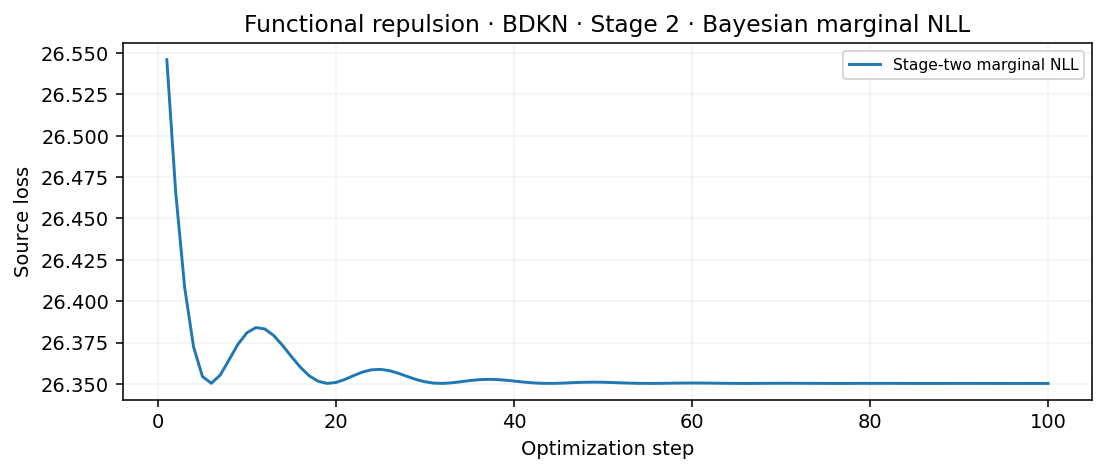 Functional repulsion · BDKN · Stage 2 · Bayesian marginal NLL
Stage-two marginal NLL
Source loss
26.550
26.525
26.500
26.475
26.450
26.425
26.400
26.375
26.350
0 20 40 60 80 100
Optimization step